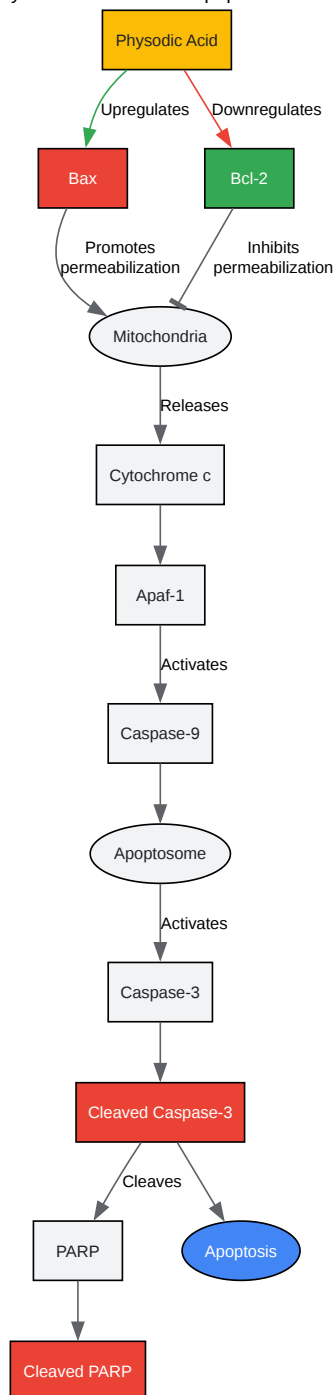 Physodic Acid
Upregulates
Downregulates
Bax
Bcl-2
Promotes
permeabilization
Inhibits
permeabilization
Mitochondria
Releases
Cytochrome c
Apaf-1
Activates
Caspase-9
Apoptosome
Activates
Caspase-3
Cleaved Caspase-3
Cleaves
PARP
Apoptosis
Cleaved PARP